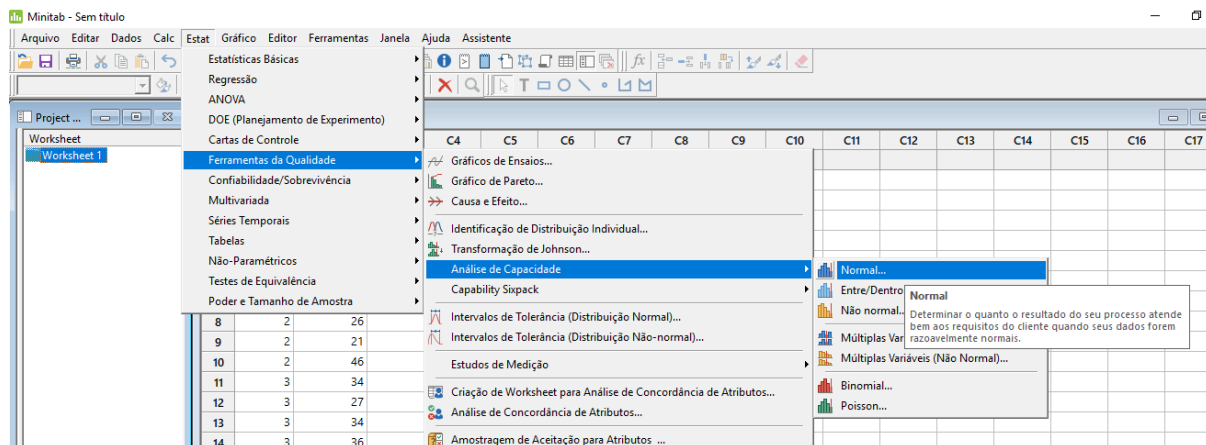 Minitab - Sem título
Arquivo Editar Dados Calc Estat Gráfico Editor Ferramentas Janela Ajuda Assistente
Estatísticas Básicas
Regressão
ANOVA
DOE (Planejamento de Experimento)
Cartas de Controle
Ferramentas da Qualidade
Confiabilidade/Sobrevivência
Multivariada
Séries Temporais
Tabelas
Não-Paramétricos
Testes de Equivalência
Poder e Tamanho de Amostra
Project ...
Worksheet
Worksheet 1
C4 C5 C6 C7 C8 C9 C10 C11 C12 C13 C14 C15 C16 C17
Gráficos de Ensaios...
Gráfico de Pareto...
Causa e Efeito...
Identificação de Distribuição Individual...
Transformação de Johnson...
Análise de Capacidade
Capability Sixpack
Intervalos de Tolerância (Distribuição Normal)...
Intervalos de Tolerância (Distribuição Não-normal)...
Estudos de Medição
Criação de Worksheet para Análise de Concordância de Atributos...
Análise de Concordância de Atributos...
Amostragem de Aceitação para Atributos ...
Normal...
Entre/Dentro
Não normal...
Múltiplas Var
Múltiplas Variáveis (Não Normal)...
Binomial...
Poisson...
Normal
Determinar o quanto o resultado do seu processo atende
bem aos requisitos do cliente quando seus dados forem
razoavelmente normais.
8 2 26
9 2 21
10 2 46
11 3 34
12 3 27
13 3 34
14 3 36